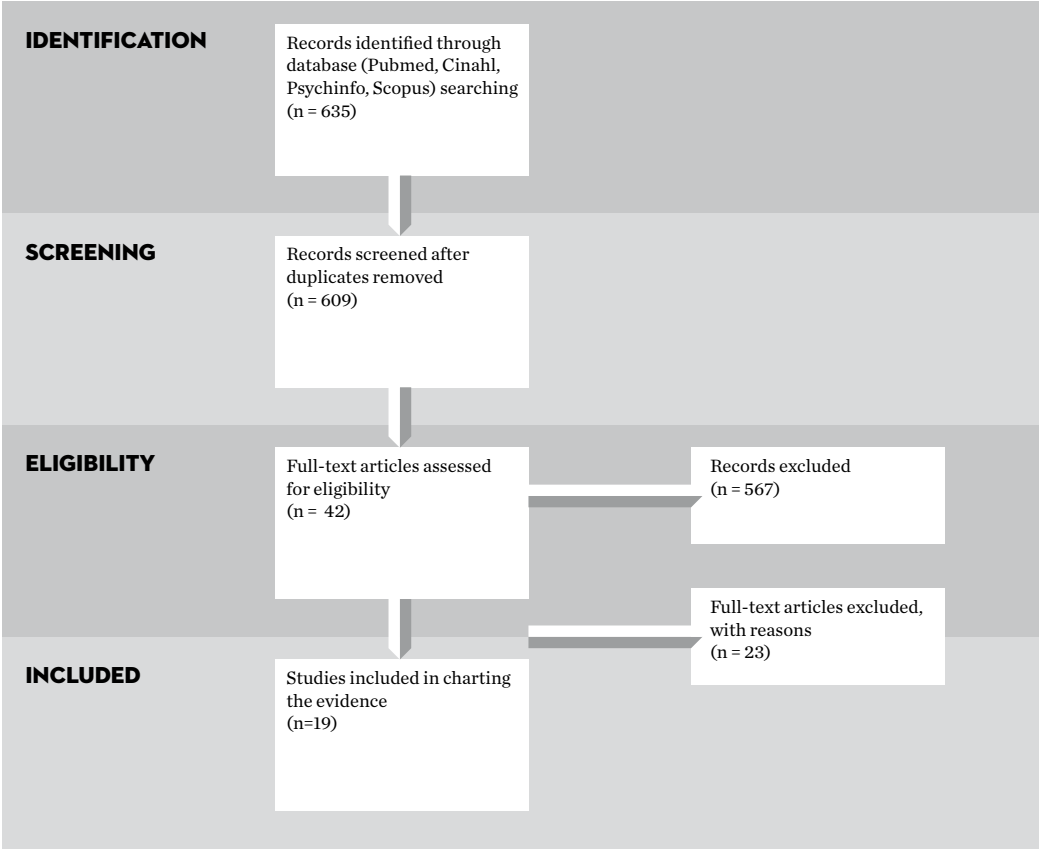 IDENTIFICATION
Records identified through
database (Pubmed, Cinahl,
Psychinfo, Scopus) searching
(n = 635)
SCREENING
Records screened after
duplicates removed
(n = 609)
ELIGIBILITY
Full-text articles assessed
for eligibility
(n = 42)
Records excluded
(n = 567)
Full-text articles excluded,
with reasons
(n = 23)
INCLUDED
Studies included in charting
the evidence
(n=19)